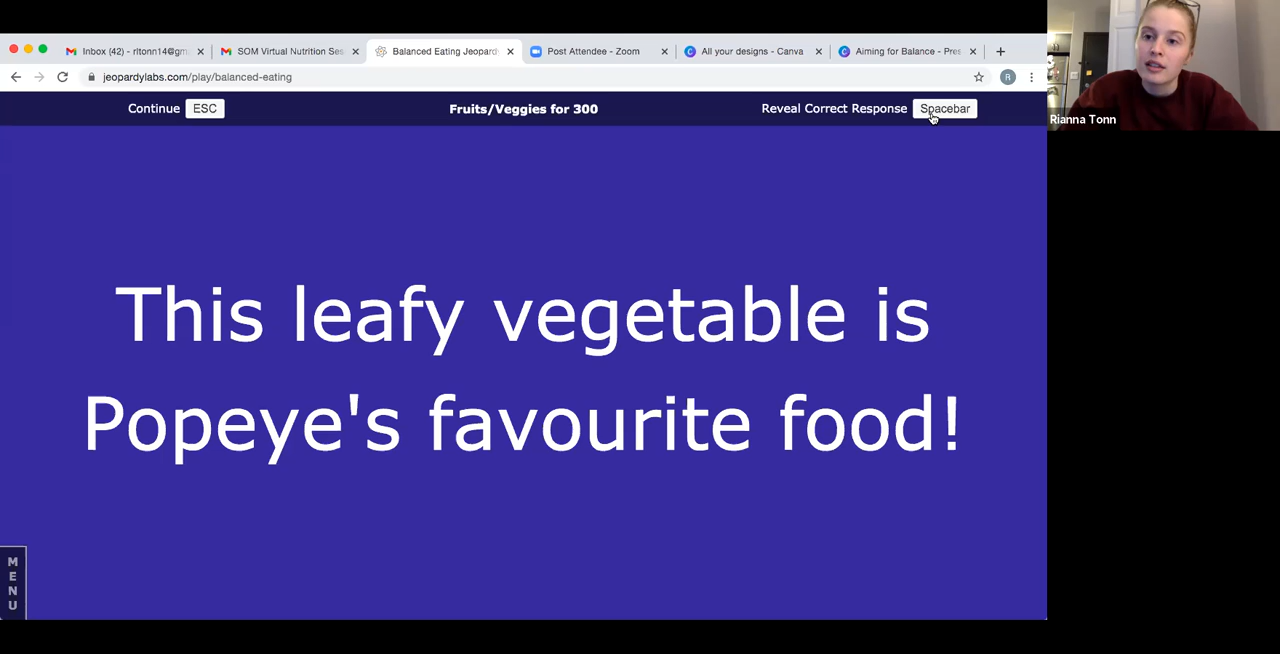 Inbox (42) - rltonn14@gm
SOM Virtual Nutrition Ses
Balanced Eating Jeopard
Post Attendee - Zoom
All your designs - Canva
Aiming for Balance - Pres
jeopardylabs.com/play/balanced-eating
R
Continue ESC
Fruits/Veggies for 300
Reveal Correct Response Spacebar
Rianna Tonn
This leafy vegetable is
Popeye's favourite food!
MENU